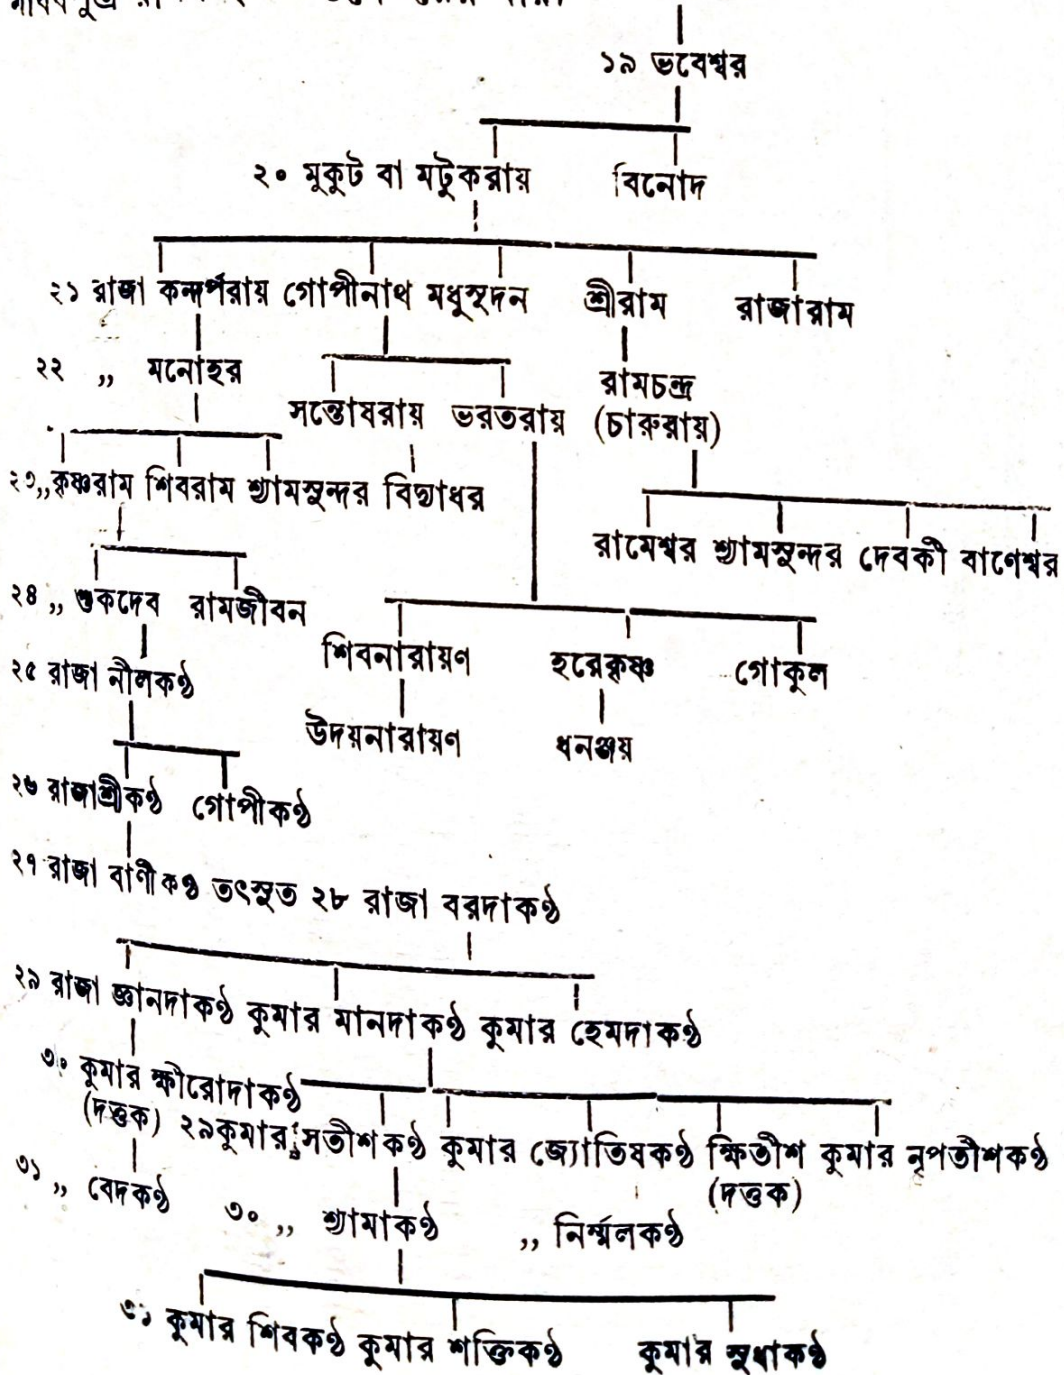 ১৯ ভবেশ্বর
২০ মুকুট বা মটুকরায় বিনোদ
২১ রাজা কন্দর্পরায় গোপীনাথ মধুসূদন শ্রীরাম রাজারাম
২২ ,, মনোহর
রামচন্দ্র
সন্তোষরায় ভরতরায় (চারুরায়)
২৩,,কৃষ্ণরাম শিবরাম শ্যামসুন্দর বিদ্যাধর
রামেশ্বর শ্যামসুন্দর দেবকী বাণেশ্বর
২৪ ,, শুকদেব রামজীবন
শিবনারায়ণ হরেকৃষ্ণ গোকুল
২৫ রাজা নীলকণ্ঠ
উদয়নারায়ণ ধনঞ্জয়
২৬ রাজাশ্রীকণ্ঠ গোপীকণ্ঠ
২৭ রাজা বাণীকণ্ঠ তৎসুত ২৮ রাজা বরদাকণ্ঠ
২৯ রাজা জ্ঞানদাকণ্ঠ কুমার মানদাকণ্ঠ কুমার হেমদাকণ্ঠ
৩০ কুমার ক্ষীরোদাকণ্ঠ
(দত্তক) ২৯কুমার সতীশকণ্ঠ কুমার জ্যোতিষকণ্ঠ ক্ষিতীশ কুমার নৃপতীশকণ্ঠ
(দত্তক)
৩১ ,, বেদকণ্ঠ
৩০ ,, শ্যামাকণ্ঠ ,, নির্ম্মলকণ্ঠ
৩১ কুমার শিবকণ্ঠ কুমার শক্তিকণ্ঠ কুমার সুধাকণ্ঠ